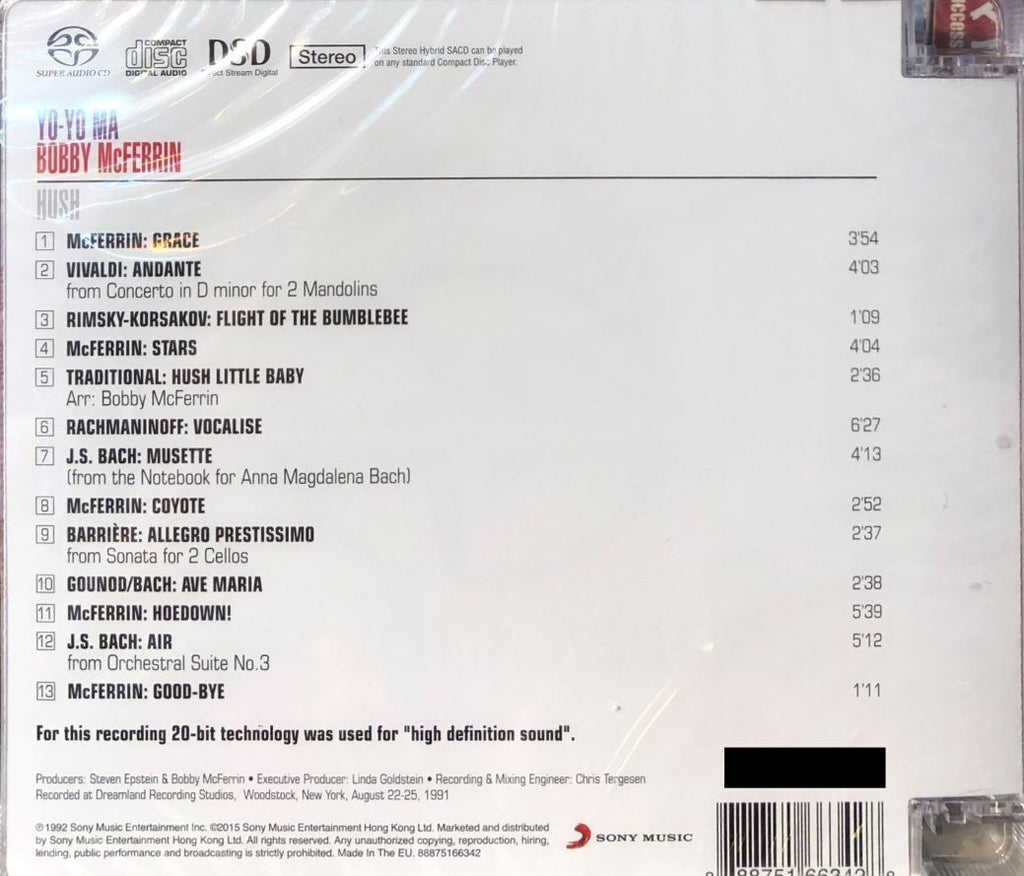 SUPER AUDIO CD
COMPACT disc DIGITAL AUDIO
DSD
Direct Stream Digital
Stereo
This Stereo Hybrid SACD can be played
on any standard Compact Disc Player.
YO-YO MA
BOBBY McFERRIN
HUSH
1 McFERRIN: GRACE 3'54
2 VIVALDI: ANDANTE 4'03
from Concerto in D minor for 2 Mandolins
3 RIMSKY-KORSAKOV: FLIGHT OF THE BUMBLEBEE 1'09
4 McFERRIN: STARS 4'04
5 TRADITIONAL: HUSH LITTLE BABY 2'36
Arr: Bobby McFerrin
6 RACHMANINOFF: VOCALISE 6'27
7 J.S. BACH: MUSETTE 4'13
(from the Notebook for Anna Magdalena Bach)
8 McFERRIN: COYOTE 2'52
9 BARRIÈRE: ALLEGRO PRESTISSIMO 2'37
from Sonata for 2 Cellos
10 GOUNOD/BACH: AVE MARIA 2'38
11 McFERRIN: HOEDOWN! 5'39
12 J.S. BACH: AIR 5'12
from Orchestral Suite No.3
13 McFERRIN: GOOD-BYE 1'11
For this recording 20-bit technology was used for "high definition sound".
Producers: Steven Epstein & Bobby McFerrin • Executive Producer: Linda Goldstein • Recording & Mixing Engineer: Chris Tergesen
Recorded at Dreamland Recording Studios, Woodstock, New York, August 22-25, 1991
℗1992 Sony Music Entertainment Inc. ©2015 Sony Music Entertainment Hong Kong Ltd. Marketed and distributed
by Sony Music Entertainment Hong Kong Ltd. All rights reserved. Any unauthorized copying, reproduction, hiring,
lending, public performance and broadcasting is strictly prohibited. Made In The EU. 88875166342
SONY MUSIC